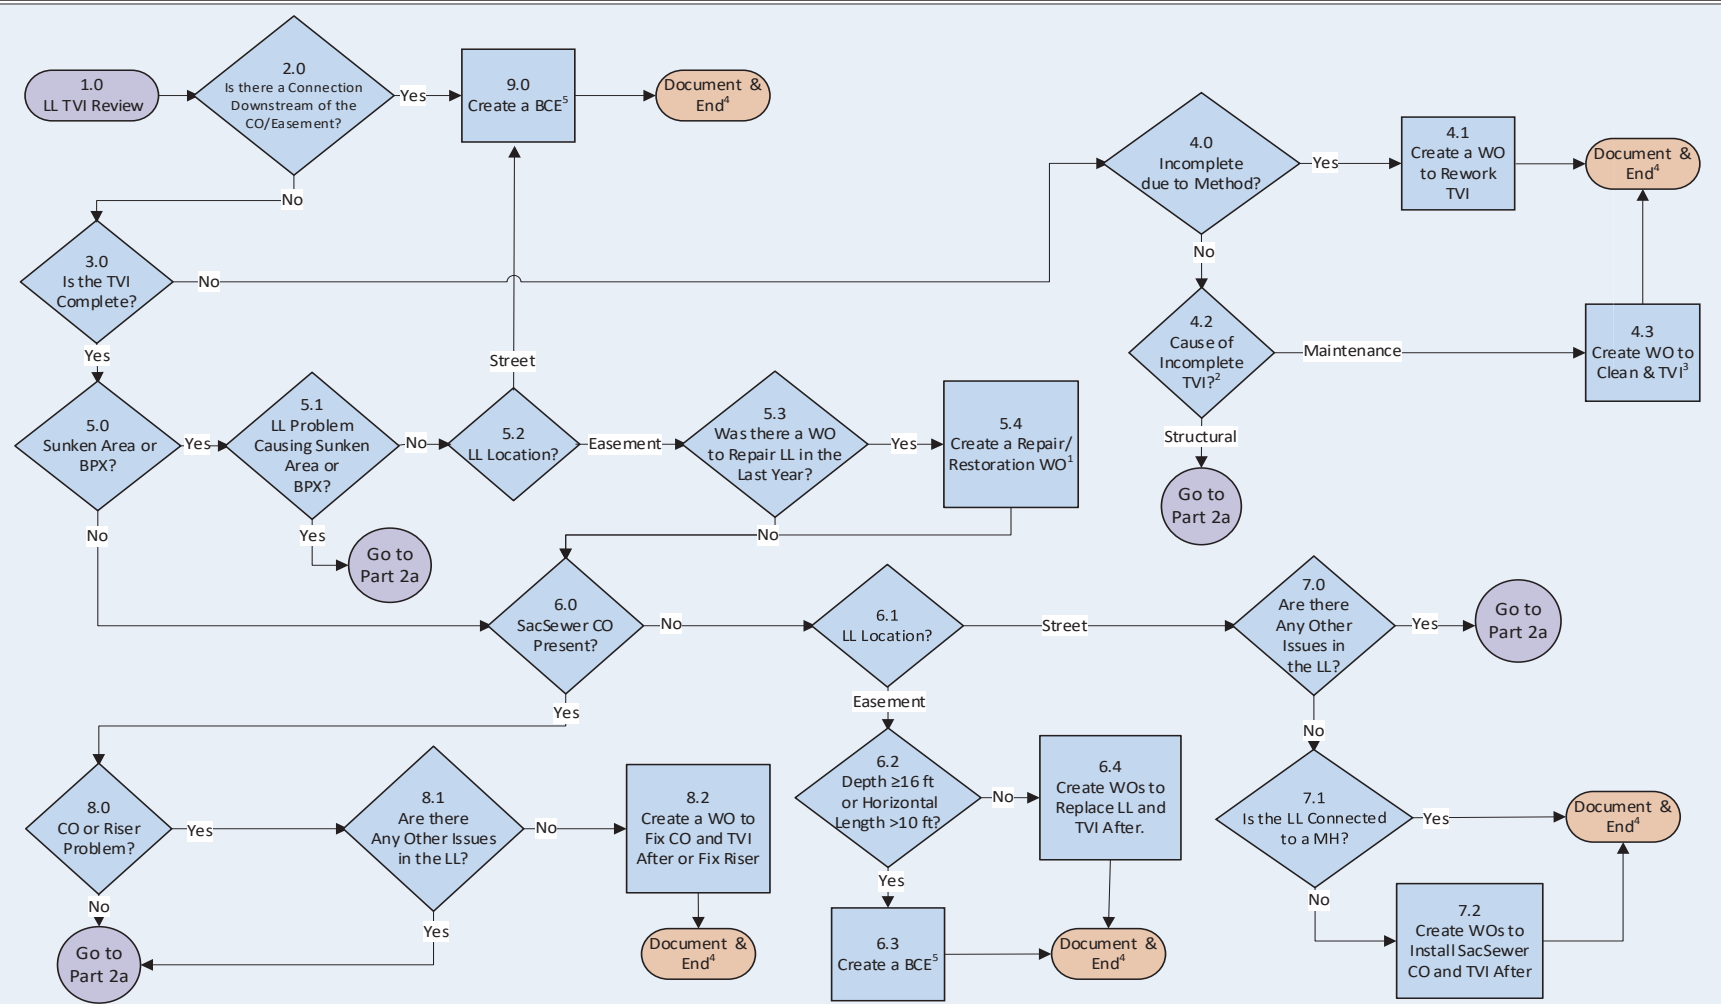 1.0
LL TVI Review
2.0
Is there a Connection
Downstream of the
CO/Easement?
Yes
9.0
Create a BCE⁵
Document &
End⁴
No
4.0
Incomplete
due to Method?
Yes
4.1
Create a WO
to Rework
TVI
Document &
End⁴
3.0
Is the TVI
Complete?
No
No
Yes
4.2
Cause of
Incomplete
TVI?²
Maintenance
4.3
Create WO to
Clean & TVI³
Structural
Go to
Part 2a
Street
5.0
Sunken Area or
BPX?
Yes
5.1
LL Problem
Causing Sunken
Area or
BPX?
No
5.2
LL Location?
Easement
5.3
Was there a WO
to Repair LL in the
Last Year?
Yes
5.4
Create a Repair/
Restoration WO¹
No
Yes
Go to
Part 2a
No
6.0
SacSewer CO
Present?
No
6.1
LL Location?
Street
7.0
Are there
Any Other
Issues in
the LL?
Yes
Go to
Part 2a
Yes
Easement
No
8.0
CO or Riser
Problem?
Yes
8.1
Are there
Any Other Issues
in the LL?
No
8.2
Create a WO to
Fix CO and TVI
After or Fix Riser
6.2
Depth ≥16 ft
or Horizontal
Length >10 ft?
No
6.4
Create WOs to
Replace LL and
TVI After.
7.1
Is the LL Connected
to a MH?
Yes
Document &
End⁴
No
Go to
Part 2a
Yes
Document &
End⁴
Yes
6.3
Create a BCE⁵
Document &
End⁴
No
7.2
Create WOs to
Install SacSewer
CO and TVI After